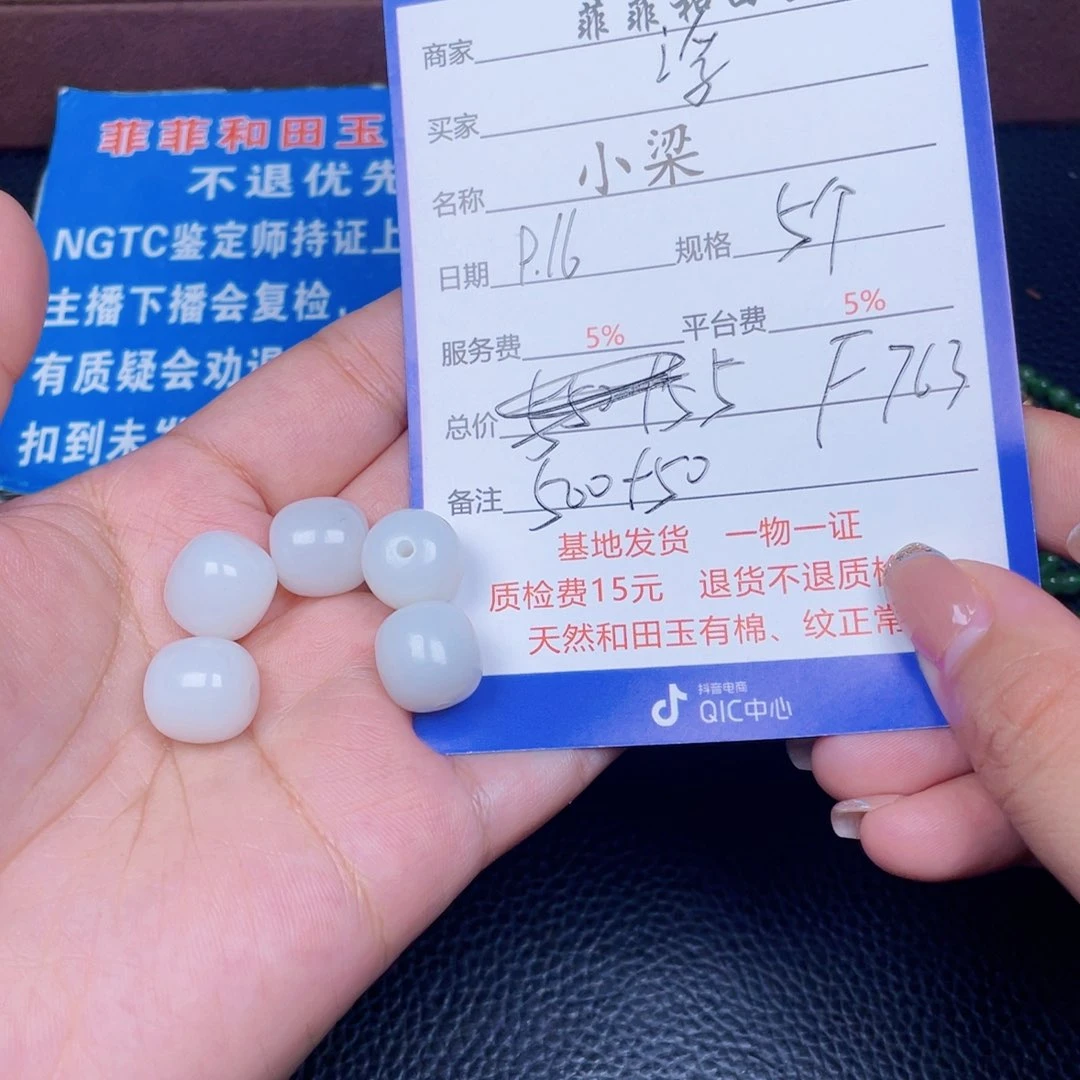 菲菲和田玉
不退优先
NGTC鉴定师持证上
主播下播会复检，
有质疑会劝退
扣到未发
商家 菲菲和田
买家
名称 小梁
日期 P.16 规格 5个
服务费 5% 平台费 5%
总价 F763
备注 500+50
基地发货 一物一证
质检费15元 退货不退质检
天然和田玉有棉、纹正常
抖音电商
QIC中心